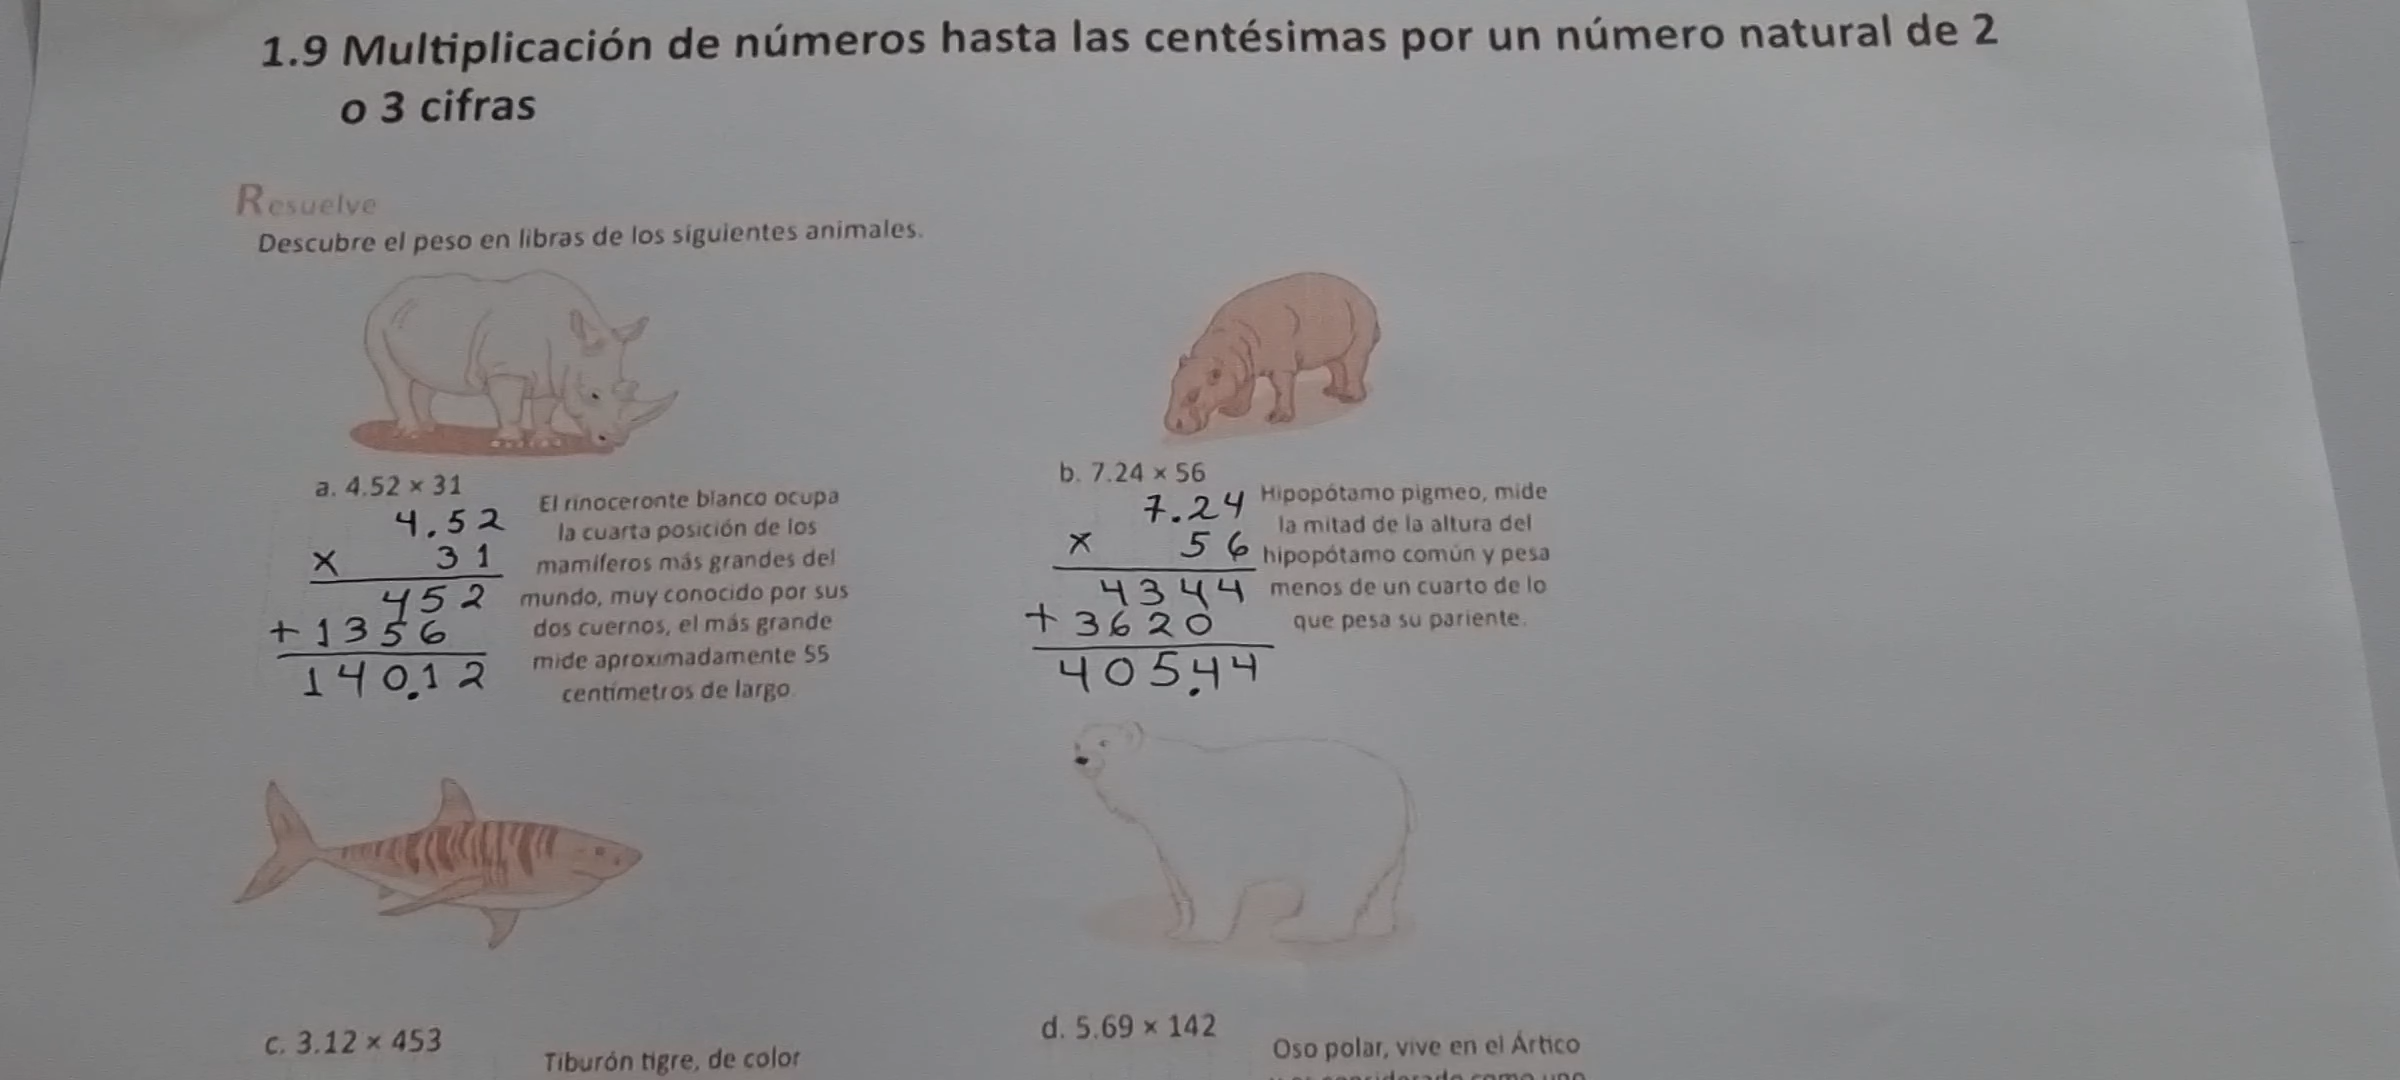 1.9 Multiplicación de números hasta las centésimas por un número natural de 2
o 3 cifras
Resuelve
Descubre el peso en libras de los siguientes animales.
a. 4.52 × 31
4.52
× 31
452
+1356
140.12
El rinoceronte blanco ocupa
la cuarta posición de los
mamíferos más grandes del
mundo, muy conocido por sus
dos cuernos, el más grande
mide aproximadamente 55
centímetros de largo.
b. 7.24 × 56
7.24
× 56
4344
+3620
405.44
Hipopótamo pigmeo, mide
la mitad de la altura del
hipopótamo común y pesa
menos de un cuarto de lo
que pesa su pariente.
c. 3.12 × 453
Tiburón tigre, de color
d. 5.69 × 142
Oso polar, vive en el Ártico